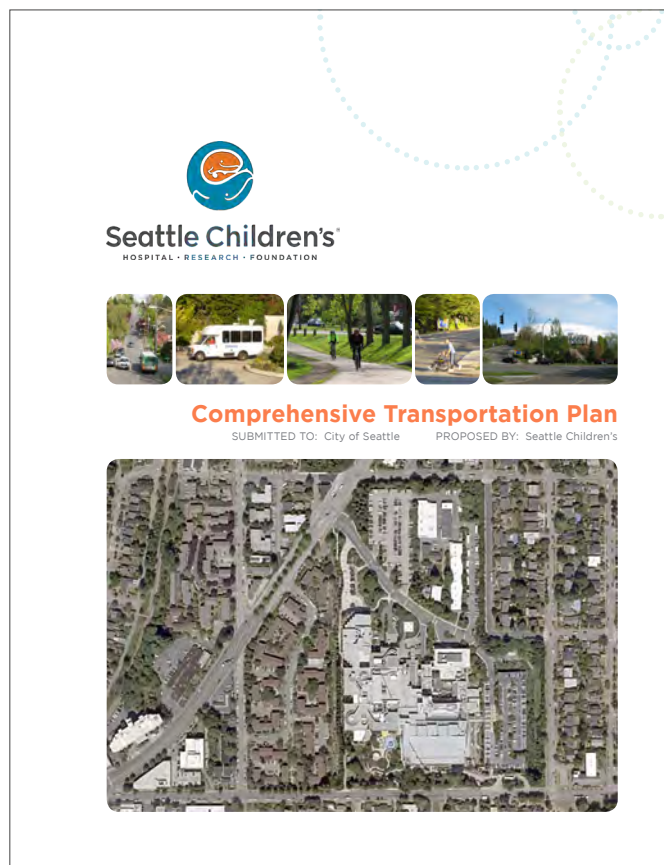 Seattle Children's®
HOSPITAL • RESEARCH • FOUNDATION
Comprehensive Transportation Plan
SUBMITTED TO: City of Seattle PROPOSED BY: Seattle Children's